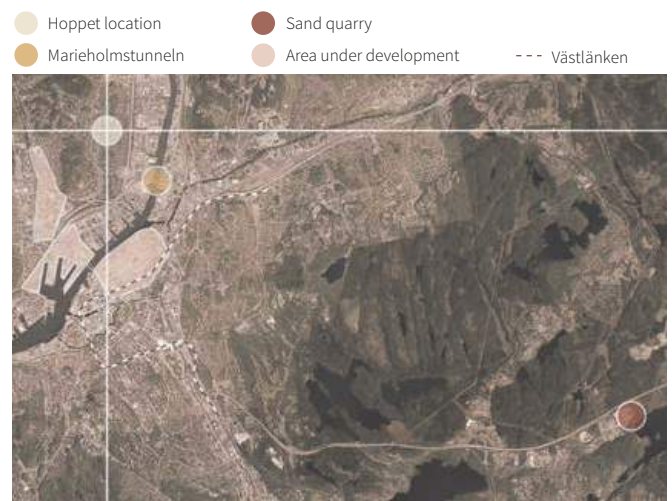 Hoppet location
Sand quarry
Marieholmstunneln
Area under development
Västlänken